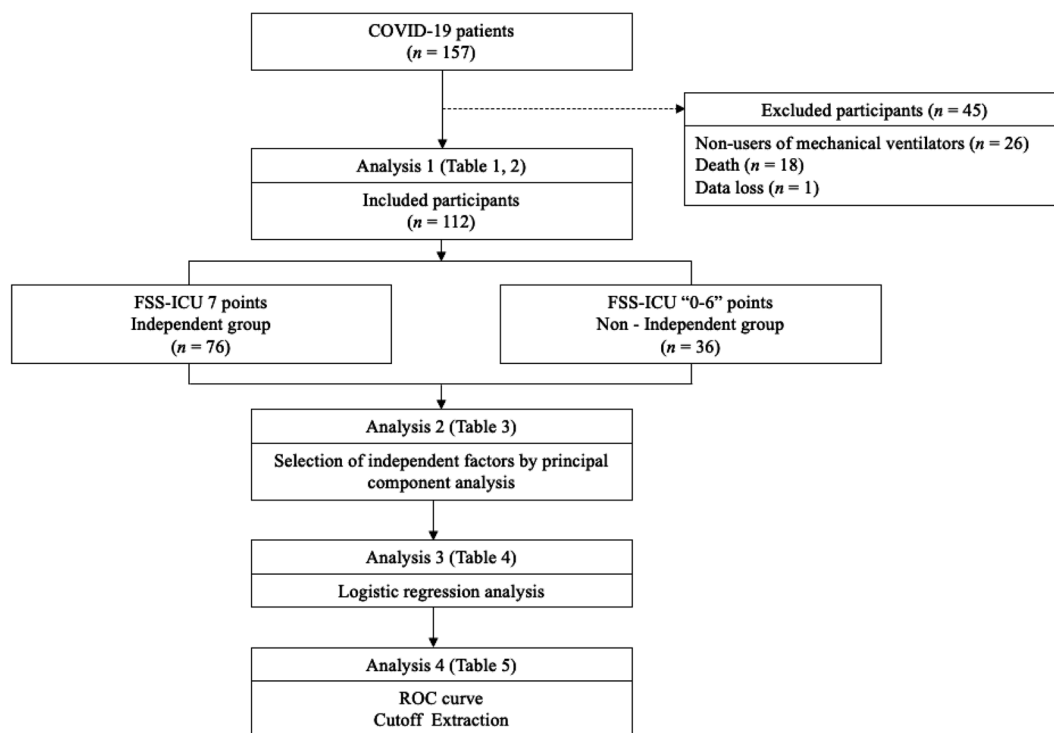 COVID-19 patients
(n = 157)
Excluded participants (n = 45)
Non-users of mechanical ventilators (n = 26)
Death (n = 18)
Data loss (n = 1)
Analysis 1 (Table 1, 2)
Included participants
(n = 112)
FSS-ICU 7 points
Independent group
(n = 76)
FSS-ICU “0-6” points
Non - Independent group
(n = 36)
Analysis 2 (Table 3)
Selection of independent factors by principal
component analysis
Analysis 3 (Table 4)
Logistic regression analysis
Analysis 4 (Table 5)
ROC curve
Cutoff Extraction